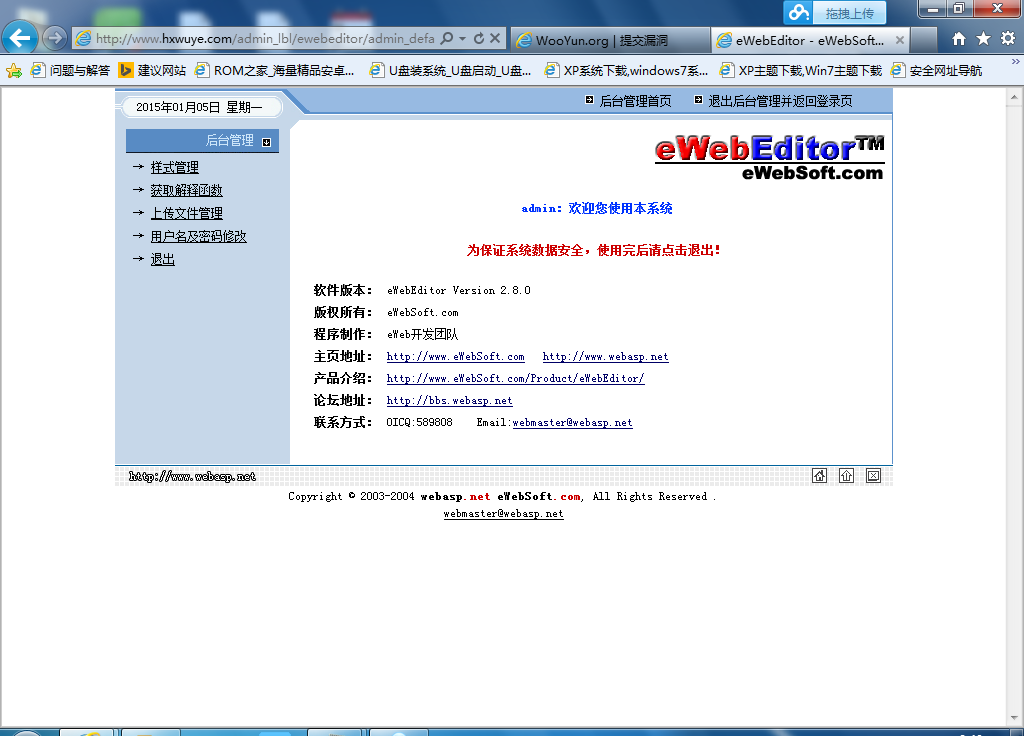 拖拽上传
http://www.hxwuye.com/admin_lbl/ewebeditor/admin_defa
WooYun.org | 提交漏洞
eWebEditor - eWebSoft...
问题与解答
建议网站
ROM之家_海量精品安卓...
U盘装系统_U盘启动_U盘...
XP系统下载,windows7系...
XP主题下载,Win7主题下载
安全网址导航
2015年01月05日 星期一
后台管理首页
退出后台管理并返回登录页
后台管理
样式管理
获取解释函数
上传文件管理
用户名及密码修改
退出
eWebEditor™
eWebSoft.com
admin: 欢迎您使用本系统
为保证系统数据安全，使用完后请点击退出！
软件版本： eWebEditor Version 2.8.0
版权所有： eWebSoft.com
程序制作： eWeb开发团队
主页地址： http://www.eWebSoft.com http://www.webasp.net
产品介绍： http://www.eWebSoft.com/Product/eWebEditor/
论坛地址： http://bbs.webasp.net
联系方式： OICQ:589808 Email:webmaster@webasp.net
http://www.webasp.net
Copyright © 2003-2004 webasp.net eWebSoft.com, All Rights Reserved .
webmaster@webasp.net